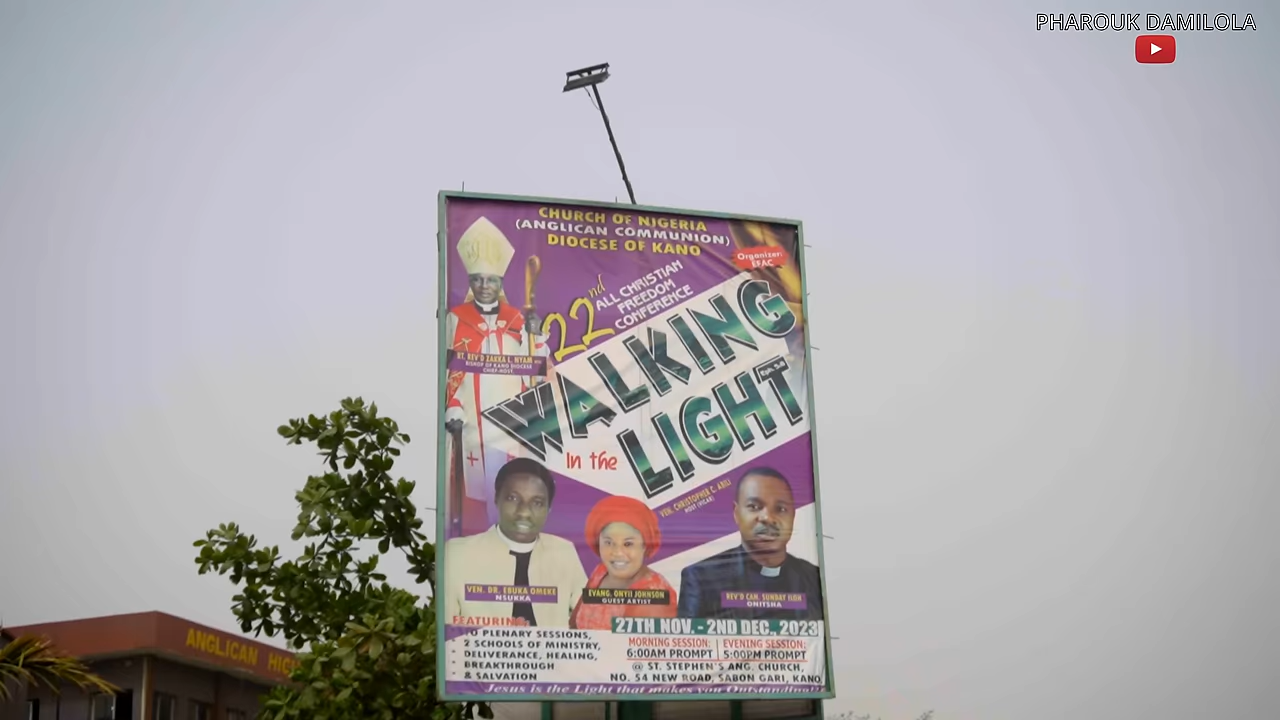 PHAROUK DAMILOLA
CHURCH OF NIGERIA
(ANGLICAN COMMUNION)
DIOCESE OF KANO
Organizer:
EFAC
22nd
ALL CHRISTIAN
FREEDOM
CONFERENCE
WALKING
In the
LIGHT
Eph. 5:8
RT. REV'D ZAKKA L. NYAM
BISHOP OF KANO DIOCESE
CHIEF-HOST
VEN. CHRISTOPHER C. ABILI
HOST (VICAR)
VEN. DR. EBUKA OMEKE
NSUKKA
EVANG. ONYII JOHNSON
GUEST ARTIST
REV'D CAN. SUNDAY
ONITSHA
FEATURING
10 PLENARY SESSIONS,
2 SCHOOLS OF MINISTRY,
DELIVERANCE, HEALING,
BREAKTHROUGH
& SALVATION
27TH NOV. - 2ND DEC., 2023
MORNING SESSION:
6:00AM PROMPT
EVENING SESSION:
5:00PM PROMPT
@ ST. STEPHEN'S ANG. CHURCH,
NO. 54 NEW ROAD, SABON GARI, KANO
Jesus is the Light that makes you Outstanding
ANGLICAN